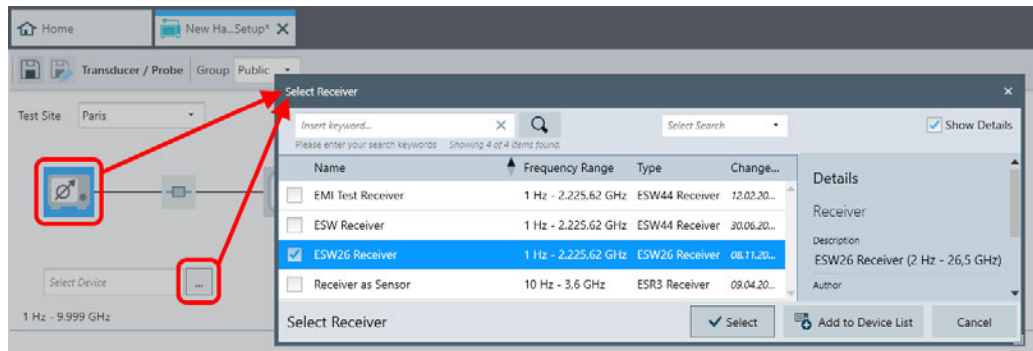 Home
New Ha...Setup*
Transducer / Probe Group Public
Test Site Paris
Select Device ...
1 Hz - 9.999 GHz
Select Receiver
Insert keyword... Select Search Show Details
Please enter your search keywords Showing 4 of 4 items found.
Name Frequency Range Type Change...
EMI Test Receiver 1 Hz - 2.225,62 GHz ESW44 Receiver 12.02.20...
ESW Receiver 1 Hz - 2.225,62 GHz ESW44 Receiver 30.06.20...
ESW26 Receiver 1 Hz - 2.225,62 GHz ESW26 Receiver 08.11.20...
Receiver as Sensor 10 Hz - 3,6 GHz ESR3 Receiver 09.04.20...
Details
Receiver
Description
ESW26 Receiver (2 Hz - 26,5 GHz)
Author
Select Receiver Select Add to Device List Cancel